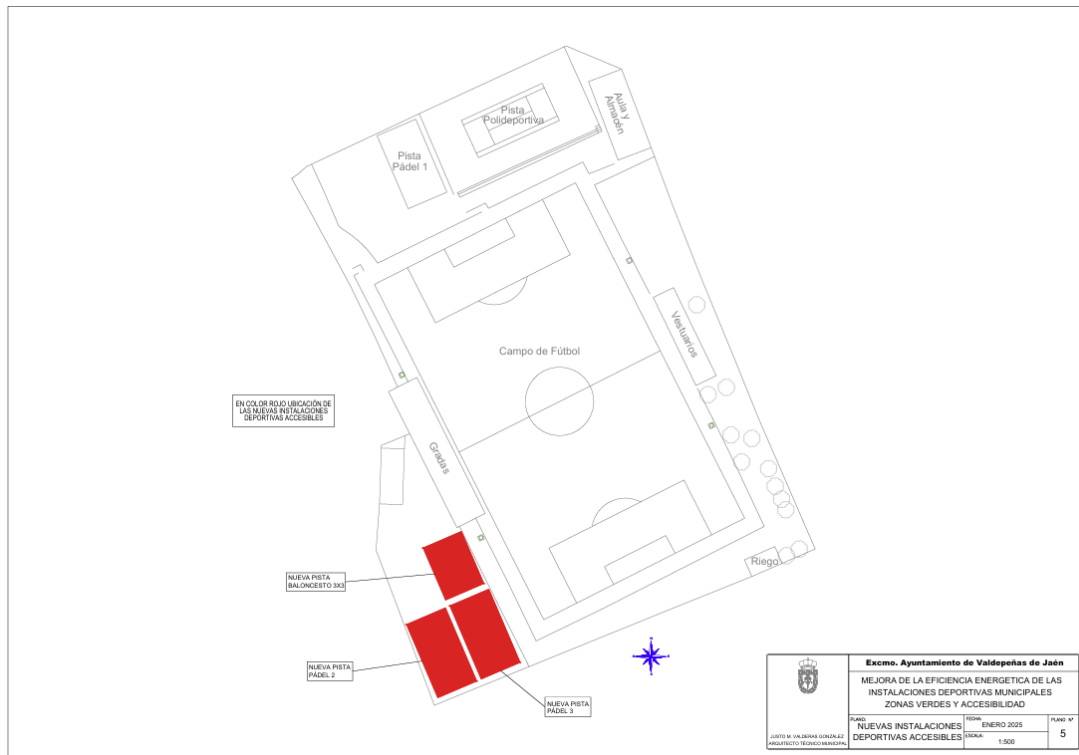 Pista
Polideportiva
Aula y
Almacén
Pista
Pádel 1
Campo de Fútbol
Vestuarios
EN COLOR ROJO UBICACIÓN DE
LAS NUEVAS INSTALACIONES
DEPORTIVAS ACCESIBLES
Gradas
Riego
NUEVA PISTA
BALONCESTO 3X3
NUEVA PISTA
PÁDEL 2
NUEVA PISTA
PÁDEL 3
Excmo. Ayuntamiento de Valdepeñas de Jaén
MEJORA DE LA EFICIENCIA ENERGETICA DE LAS
INSTALACIONES DEPORTIVAS MUNICIPALES
ZONAS VERDES Y ACCESIBILIDAD
PLANO:
NUEVAS INSTALACIONES
DEPORTIVAS ACCESIBLES
FECHA:
ENERO 2025
ESCALA:
1:500
PLANO Nº
5
JUSTO M. VALDERAS GONZÁLEZ
ARQUITECTO TÉCNICO MUNICIPAL